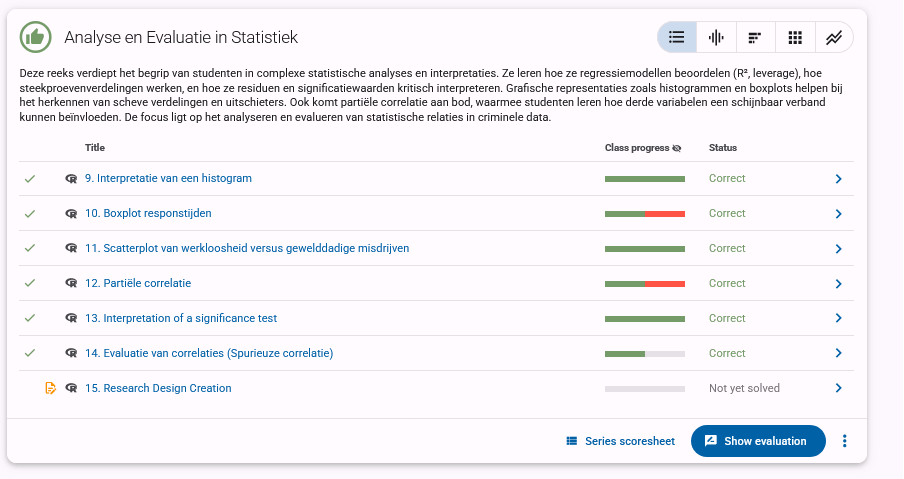 Analyse en Evaluatie in Statistiek
Deze reeks verdiept het begrip van studenten in complexe statistische analyses en interpretaties. Ze leren hoe ze regressiemodellen beoordelen (R², leverage), hoe
steekproevenverdelingen werken, en hoe ze residuen en significatiewaarden kritisch interpreteren. Grafische representaties zoals histogrammen en boxplots helpen bij
het herkennen van scheve verdelingen en uitschieters. Ook komt partiële correlatie aan bod, waarmee studenten leren hoe derde variabelen een schijnbaar verband
kunnen beïnvloeden. De focus ligt op het analyseren en evalueren van statistische relaties in criminele data.
Title Class progress Status
9. Interpretatie van een histogram Correct
10. Boxplot responstijden Correct
11. Scatterplot van werkloosheid versus gewelddadige misdrijven Correct
12. Partiële correlatie Correct
13. Interpretation of a significance test Correct
14. Evaluatie van correlaties (Spurieuze correlatie) Correct
15. Research Design Creation Not yet solved
Series scoresheet Show evaluation